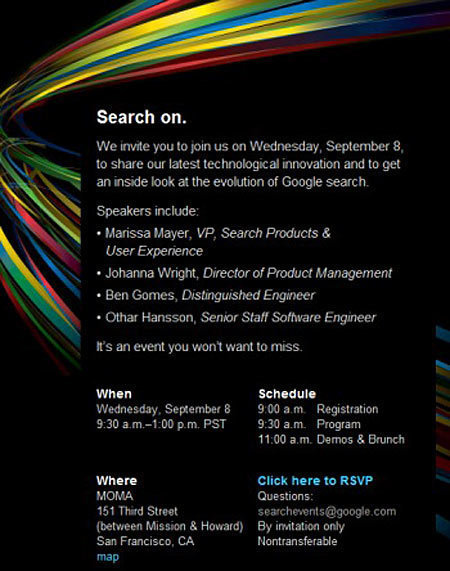 Search on.
We invite you to join us on Wednesday, September 8,
to share our latest technological innovation and to get
an inside look at the evolution of Google search.
Speakers include:
• Marissa Mayer, VP, Search Products &
User Experience
• Johanna Wright, Director of Product Management
• Ben Gomes, Distinguished Engineer
• Othar Hansson, Senior Staff Software Engineer
It's an event you won't want to miss.
When
Wednesday, September 8
9:30 a.m.–1:00 p.m. PST
Schedule
9:00 a.m. Registration
9:30 a.m. Program
11:00 a.m. Demos & Brunch
Where
MOMA
151 Third Street
(between Mission & Howard)
San Francisco, CA
map
Click here to RSVP
Questions:
searchevents@google.com
By invitation only
Nontransferable